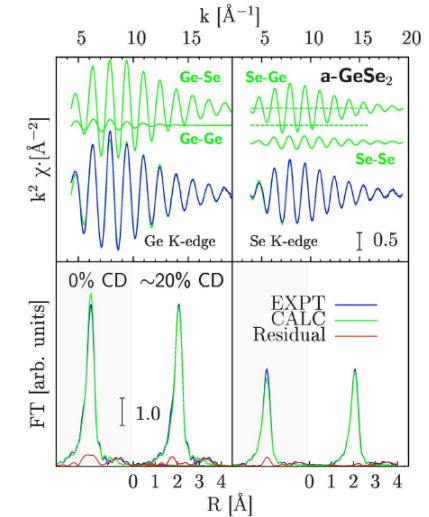 k [Å⁻¹]
5 10 15 5 10 15 20
k² χ·[Å⁻²]
Ge-Se
Ge-Ge
Ge K-edge
Se-Ge
a-GeSe₂
Se-Se
Se K-edge
0.5
FT [arb. units]
0% CD
~20% CD
1.0
EXPT
CALC
Residual
0 1 2 3 4 0 1 2 3 4
R [Å]